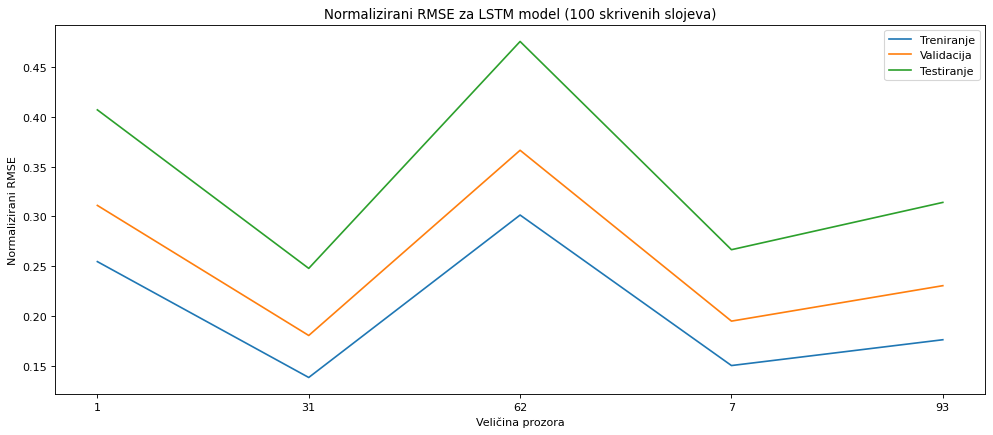 Normalizirani RMSE za LSTM model (100 skrivenih slojeva)
Treniranje
Validacija
Testiranje
Normalizirani RMSE
0.45
0.40
0.35
0.30
0.25
0.20
0.15
1 31 62 7 93
Veličina prozora